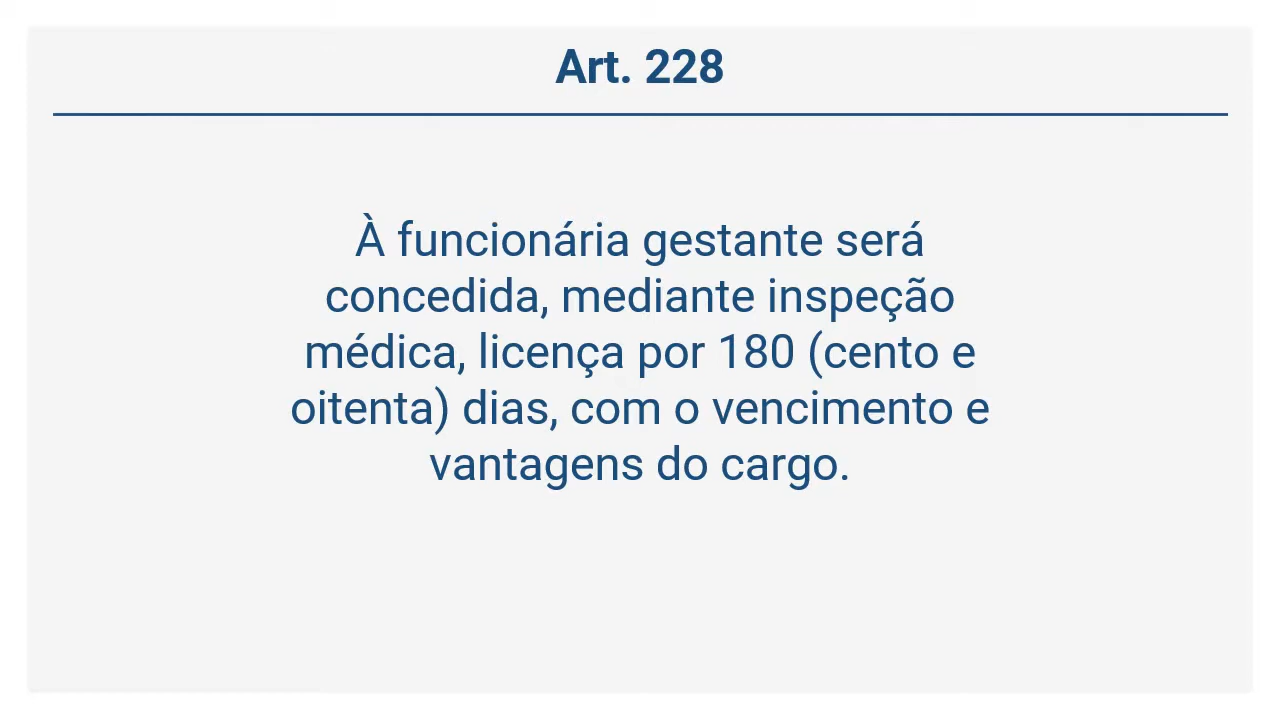 Art. 228
À funcionária gestante será
concedida, mediante inspeção
médica, licença por 180 (cento e
oitenta) dias, com o vencimento e
vantagens do cargo.